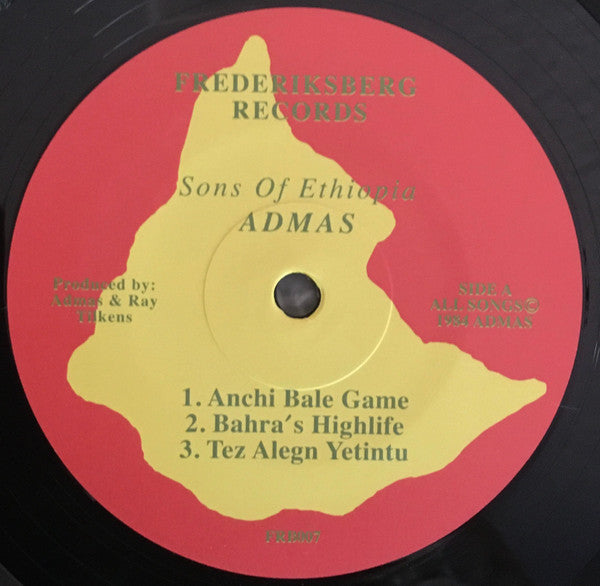 FREDERIKSBERG
RECORDS
Sons Of Ethiopia
ADMAS
Produced by:
Admas & Ray
Tilkens
SIDE A
ALL SONGS©
1984 ADMAS
1. Anchi Bale Game
2. Bahra's Highlife
3. Tez Alegn Yetintu
FRB007